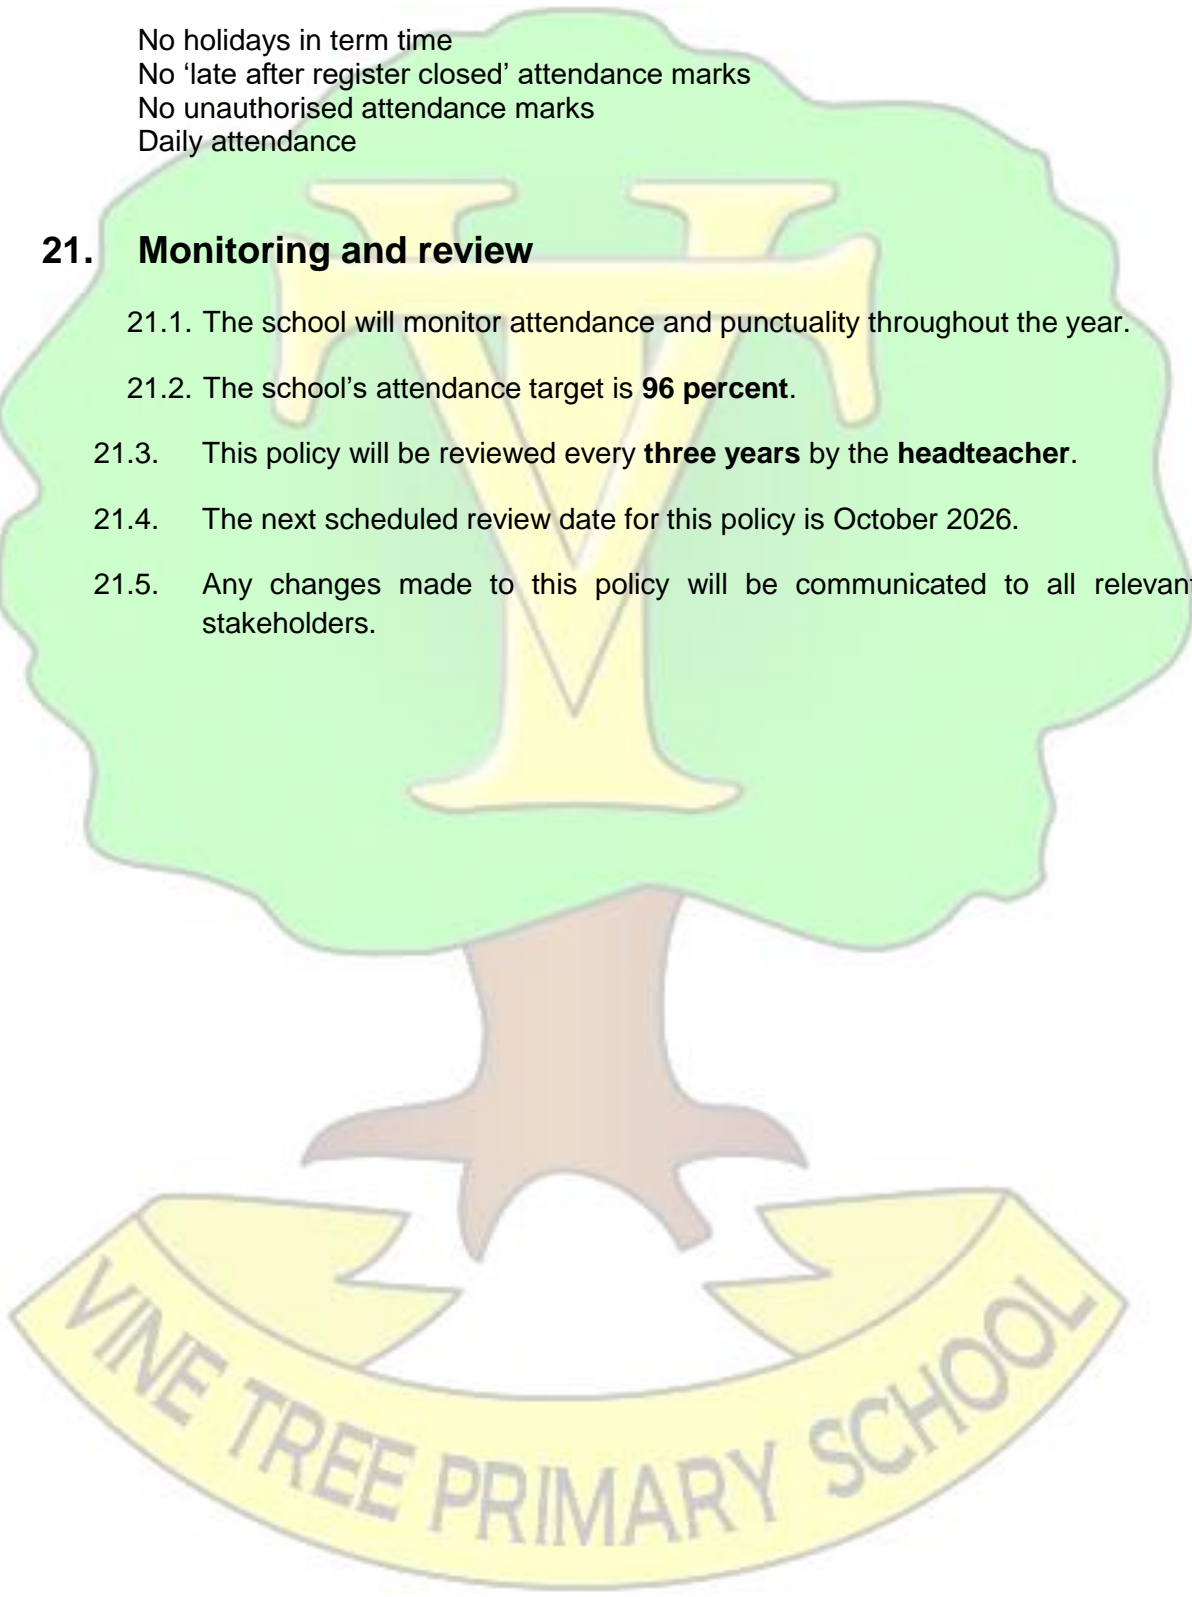 No holidays in term time
No ‘late after register closed’ attendance marks
No unauthorised attendance marks
Daily attendance
21. Monitoring and review
21.1. The school will monitor attendance and punctuality throughout the year.
21.2. The school’s attendance target is 96 percent.
21.3. This policy will be reviewed every three years by the headteacher.
21.4. The next scheduled review date for this policy is October 2026.
21.5. Any changes made to this policy will be communicated to all relevant
stakeholders.
VT
VINE TREE PRIMARY SCHOOL